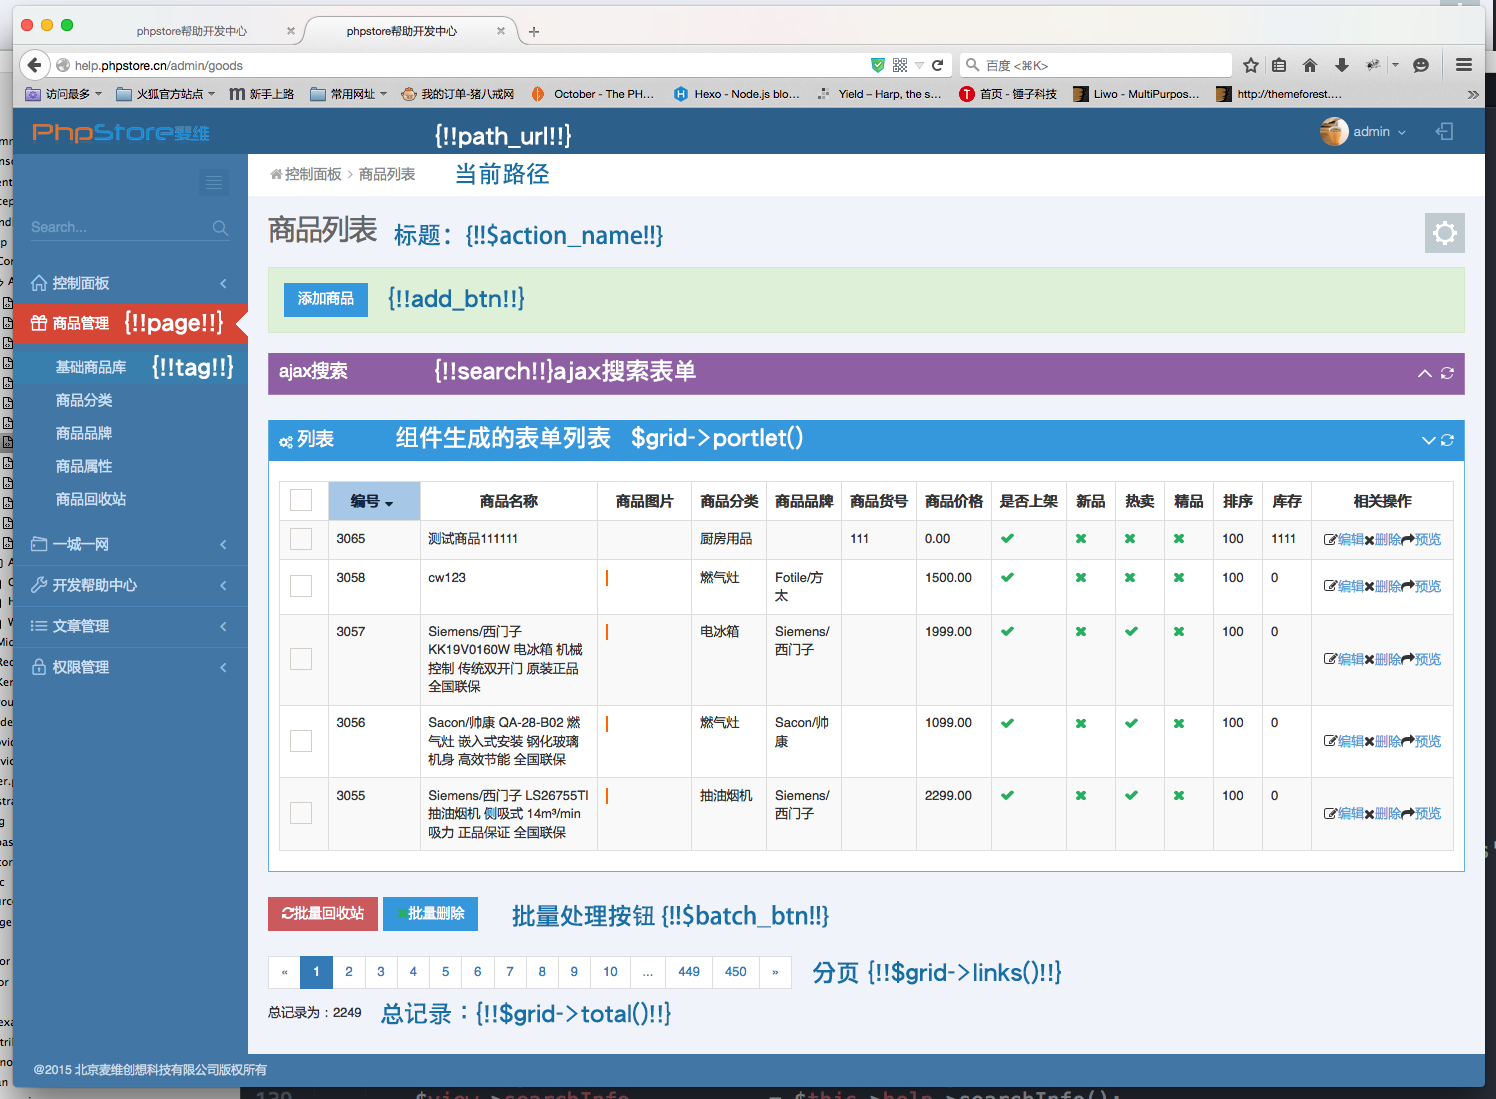 phpstore帮助开发中心
phpstore帮助开发中心
help.phpstore.cn/admin/goods
百度 <⌘K>
访问最多
火狐官方站点
新手上路
常用网址
我的订单-猪八戒网
October - The PH...
Hexo - Node.js blo...
Yield – Harp, the s...
首页 - 锤子科技
Liwo - MultiPurpos...
http://themeforest....
PhpStore麦维
{!!path_url!!}
admin
控制面板 > 商品列表
当前路径
Search...
商品列表
标题：{!!$action_name!!}
控制面板
添加商品
{!!add_btn!!}
商品管理
{!!page!!}
基础商品库
{!!tag!!}
商品分类
商品品牌
商品属性
商品回收站
一城一网
开发帮助中心
文章管理
权限管理
ajax搜索
{!!search!!}ajax搜索表单
列表
组件生成的表单列表 $grid->portlet()
编号 商品名称 商品图片 商品分类 商品品牌 商品货号 商品价格 是否上架 新品 热卖 精品 排序 库存 相关操作
3065 测试商品111111 厨房用品 111 0.00 100 1111 编辑 删除 预览
3058 cw123 燃气灶 Fotile/方
太 1500.00 100 0 编辑 删除 预览
3057 Siemens/西门子
KK19V0160W 电冰箱 机械
控制 传统双开门 原装正品
全国联保
电冰箱 Siemens/
西门子 1999.00 100 0 编辑 删除 预览
3056 Sacon/帅康 QA-28-B02 燃
气灶 嵌入式安装 钢化玻璃
机身 高效节能 全国联保
燃气灶 Sacon/帅
康 1099.00 100 0 编辑 删除 预览
3055 Siemens/西门子 LS26755TI
抽油烟机 侧吸式 14m³/min
吸力 正品保证 全国联保
抽油烟机 Siemens/
西门子 2299.00 100 0 编辑 删除 预览
批量回收站
批量删除
批量处理按钮 {!!$batch_btn!!}
« 1 2 3 4 5 6 7 8 9 10 ... 449 450 »
分页 {!!$grid->links()!!}
总记录为：2249
总记录：{!!$grid->total()!!}
@2015 北京麦维创想科技有限公司版权所有